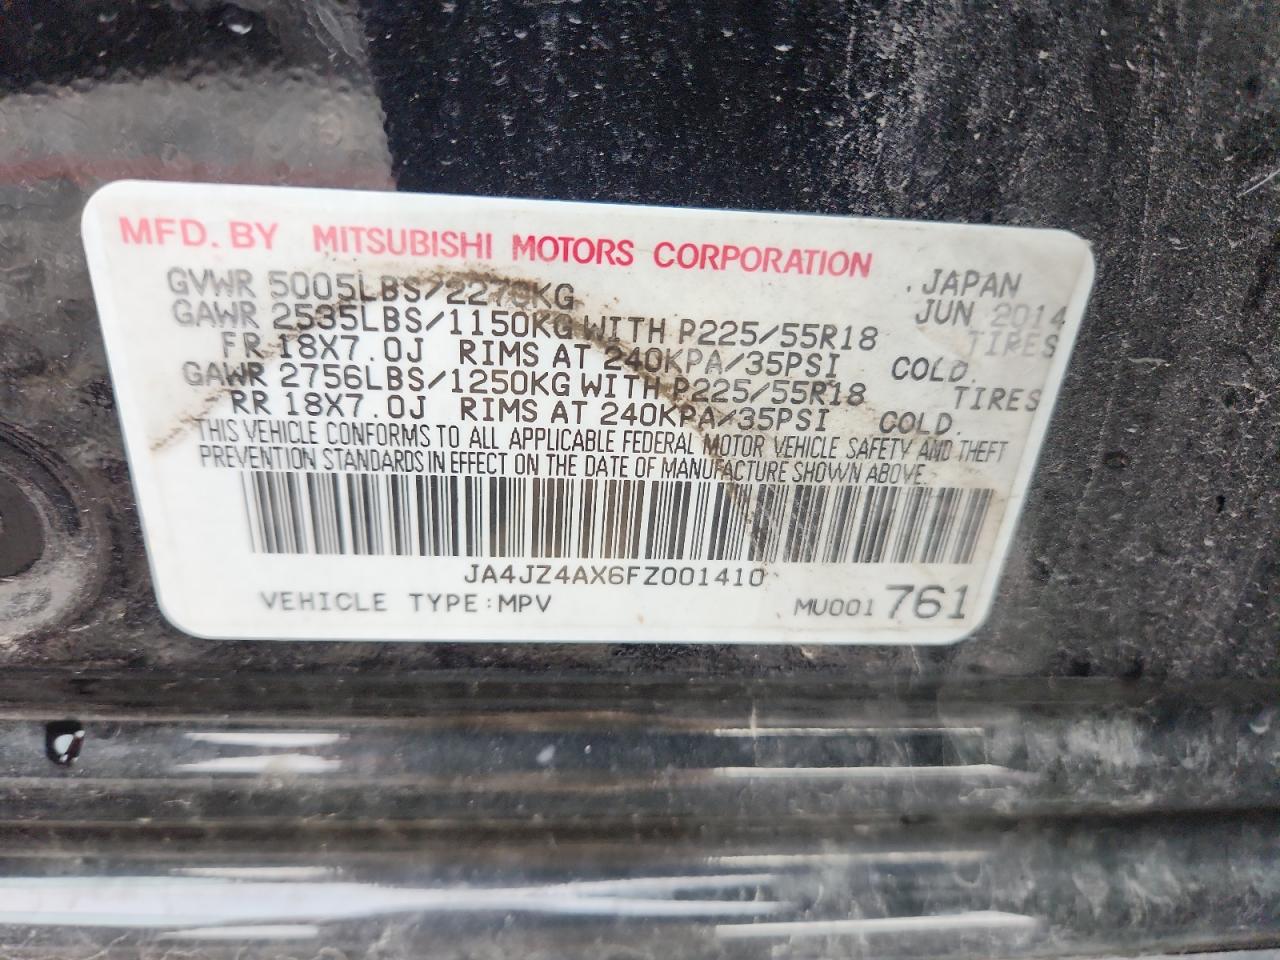 MFD. BY MITSUBISHI MOTORS CORPORATION
JAPAN
GVWR 5005LBS/2270KG JUN 2014
GAWR 2535LBS/1150KG WITH P225/55R18 TIRES
FR 18X7.0J RIMS AT 240KPA/35PSI COLD.
GAWR 2756LBS/1250KG WITH P225/55R18 TIRES
RR 18X7.0J RIMS AT 240KPA/35PSI COLD.
THIS VEHICLE CONFORMS TO ALL APPLICABLE FEDERAL MOTOR VEHICLE SAFETY AND THEFT
PREVENTION STANDARDS IN EFFECT ON THE DATE OF MANUFACTURE SHOWN ABOVE.
JA4JZ4AX6FZ001410
VEHICLE TYPE:MPV MU001 761